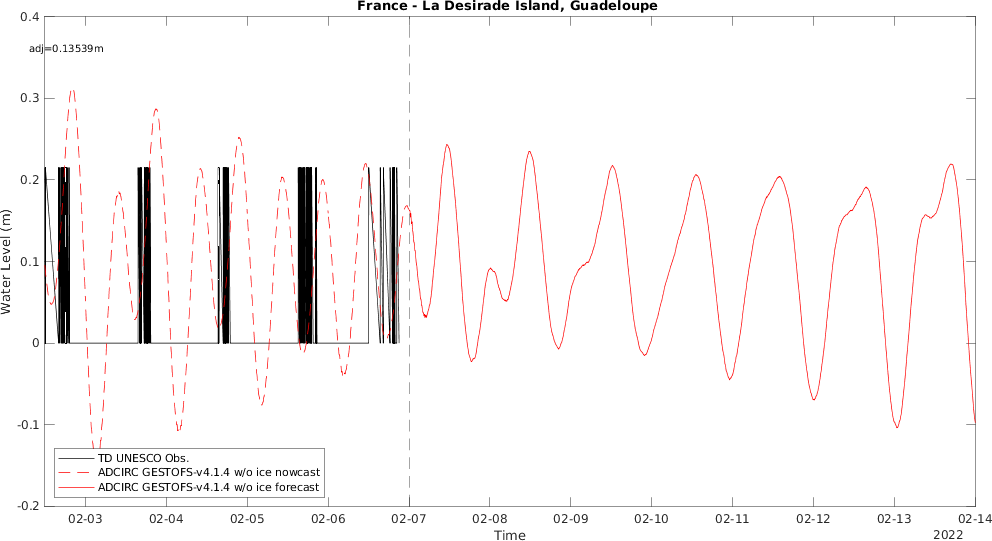 France - La Desirade Island, Guadeloupe
0.4
adj=0.13539m
0.3
0.2
0.1
0
-0.1
-0.2
Water Level (m)
TD UNESCO Obs.
ADCIRC GESTOFS-v4.1.4 w/o ice nowcast
ADCIRC GESTOFS-v4.1.4 w/o ice forecast
02-03 02-04 02-05 02-06 02-07 02-08 02-09 02-10 02-11 02-12 02-13 02-14
Time
2022